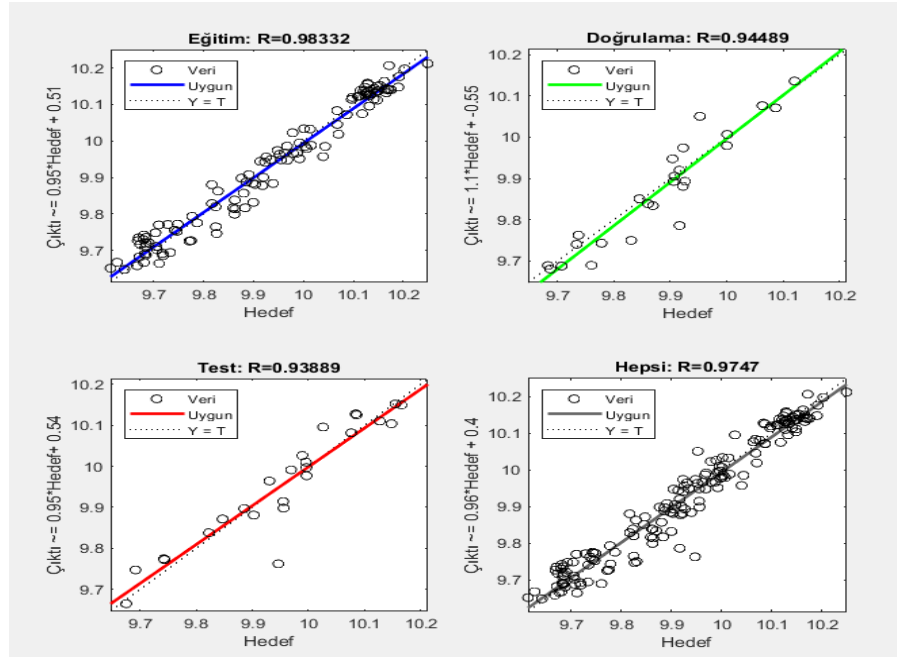 Eğitim: R=0.98332
Çıktı ~= 0.95*Hedef + 0.51
Veri
Uygun
Y = T
10.2
10.1
10
9.9
9.8
9.7
9.7 9.8 9.9 10 10.1 10.2
Hedef
Doğrulama: R=0.94489
Çıktı ~= 1.1*Hedef + -0.55
Veri
Uygun
Y = T
10.2
10.1
10
9.9
9.8
9.7
9.7 9.8 9.9 10 10.1 10.2
Hedef
Test: R=0.93889
Çıktı ~= 0.95*Hedef+ 0.54
Veri
Uygun
Y = T
10.2
10.1
10
9.9
9.8
9.7
9.7 9.8 9.9 10 10.1 10.2
Hedef
Hepsi: R=0.9747
Çıktı ~= 0.96*Hedef + 0.4
Veri
Uygun
Y = T
10.2
10.1
10
9.9
9.8
9.7
9.7 9.8 9.9 10 10.1 10.2
Hedef